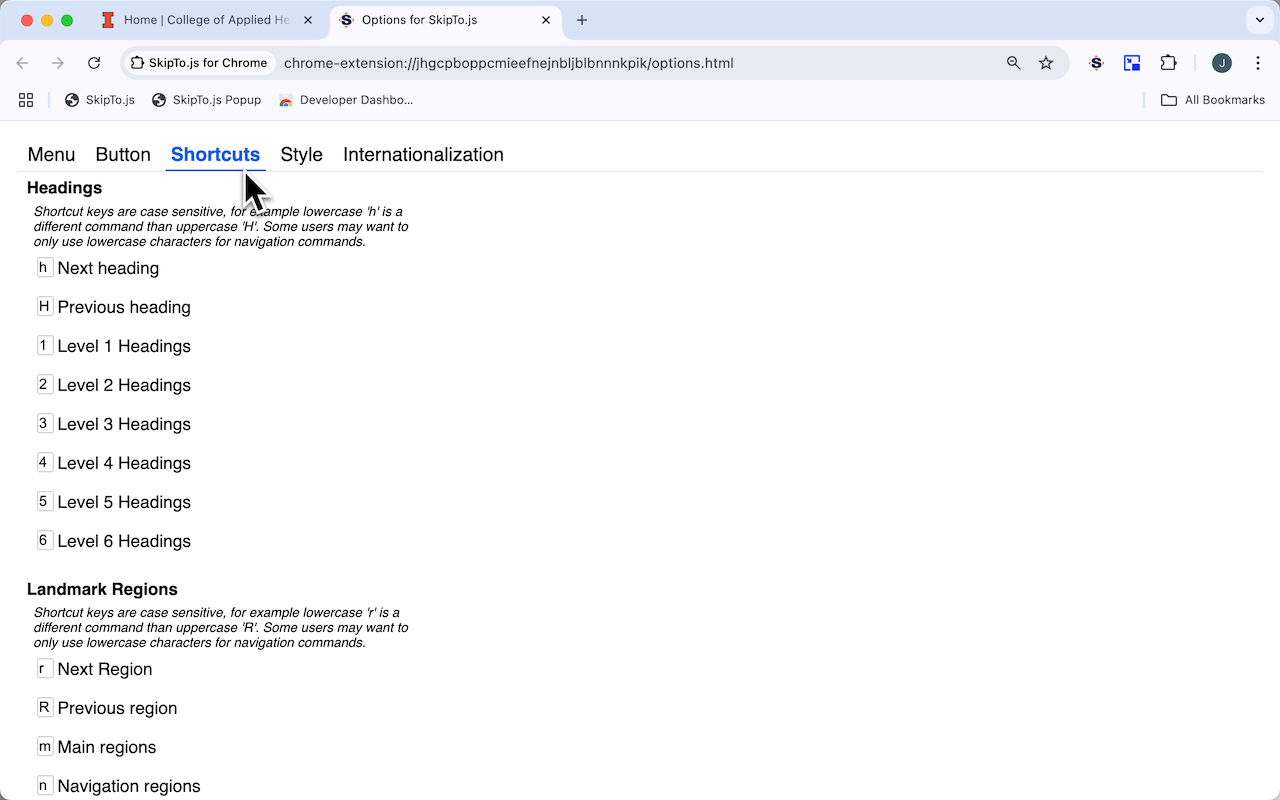 Home | College of Applied He
Options for SkipTo.js
SkipTo.js for Chrome
chrome-extension://jhgcpboppcmieefnejnbljblbnnnkpik/options.html
J
SkipTo.js
SkipTo.js Popup
Developer Dashbo...
All Bookmarks
Menu Button Shortcuts Style Internationalization
Headings
Shortcut keys are case sensitive, for example lowercase 'h' is a
different command than uppercase 'H'. Some users may want to
only use lowercase characters for navigation commands.
h Next heading
H Previous heading
1 Level 1 Headings
2 Level 2 Headings
3 Level 3 Headings
4 Level 4 Headings
5 Level 5 Headings
6 Level 6 Headings
Landmark Regions
Shortcut keys are case sensitive, for example lowercase 'r' is a
different command than uppercase 'R'. Some users may want to
only use lowercase characters for navigation commands.
r Next Region
R Previous region
m Main regions
n Navigation regions